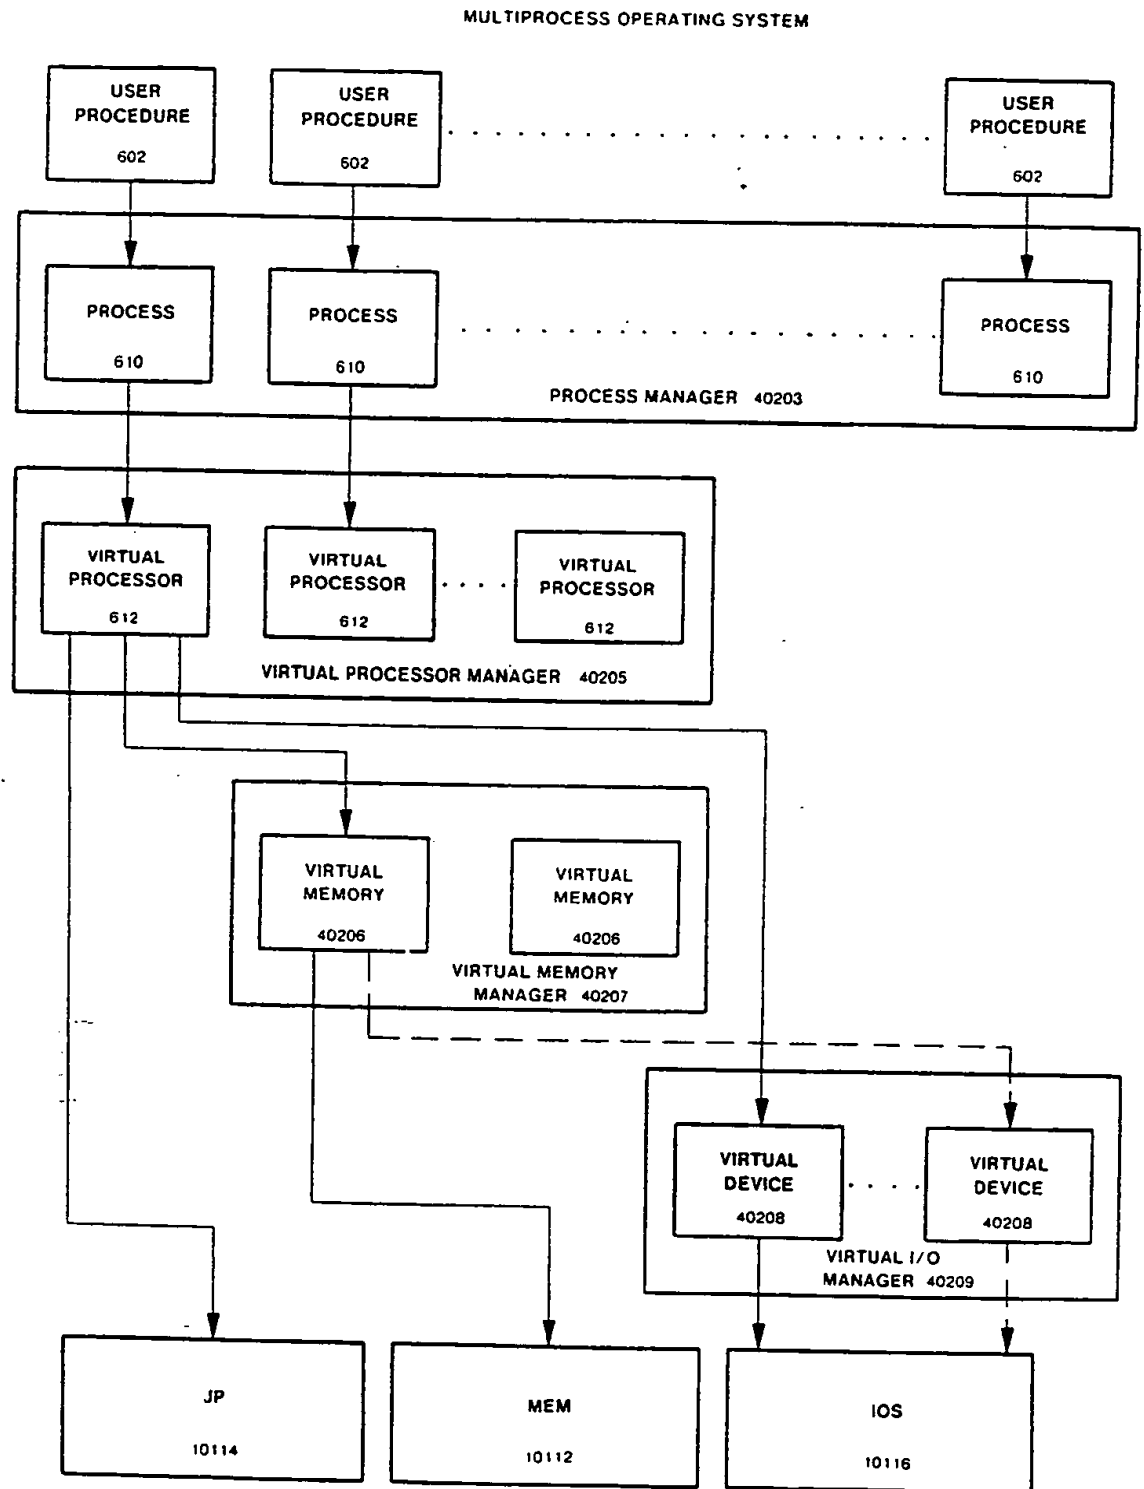 MULTIPROCESS OPERATING SYSTEM
USER
PROCEDURE
602
USER
PROCEDURE
602
USER
PROCEDURE
602
PROCESS
610
PROCESS
610
PROCESS
610
PROCESS MANAGER 40203
VIRTUAL
PROCESSOR
612
VIRTUAL
PROCESSOR
612
VIRTUAL
PROCESSOR
612
VIRTUAL PROCESSOR MANAGER 40205
VIRTUAL
MEMORY
40206
VIRTUAL
MEMORY
40206
VIRTUAL MEMORY
MANAGER 40207
VIRTUAL
DEVICE
40208
VIRTUAL
DEVICE
40208
VIRTUAL I/O
MANAGER 40209
JP
10114
MEM
10112
IOS
10116